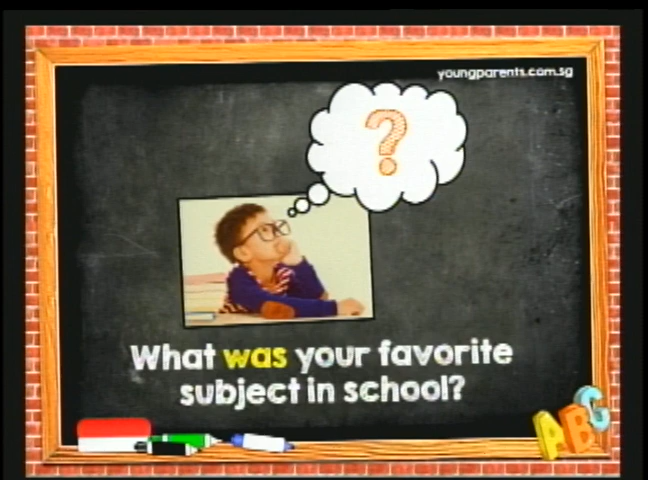 youngparents.com.sg
?
What was your favorite
subject in school?
ABC